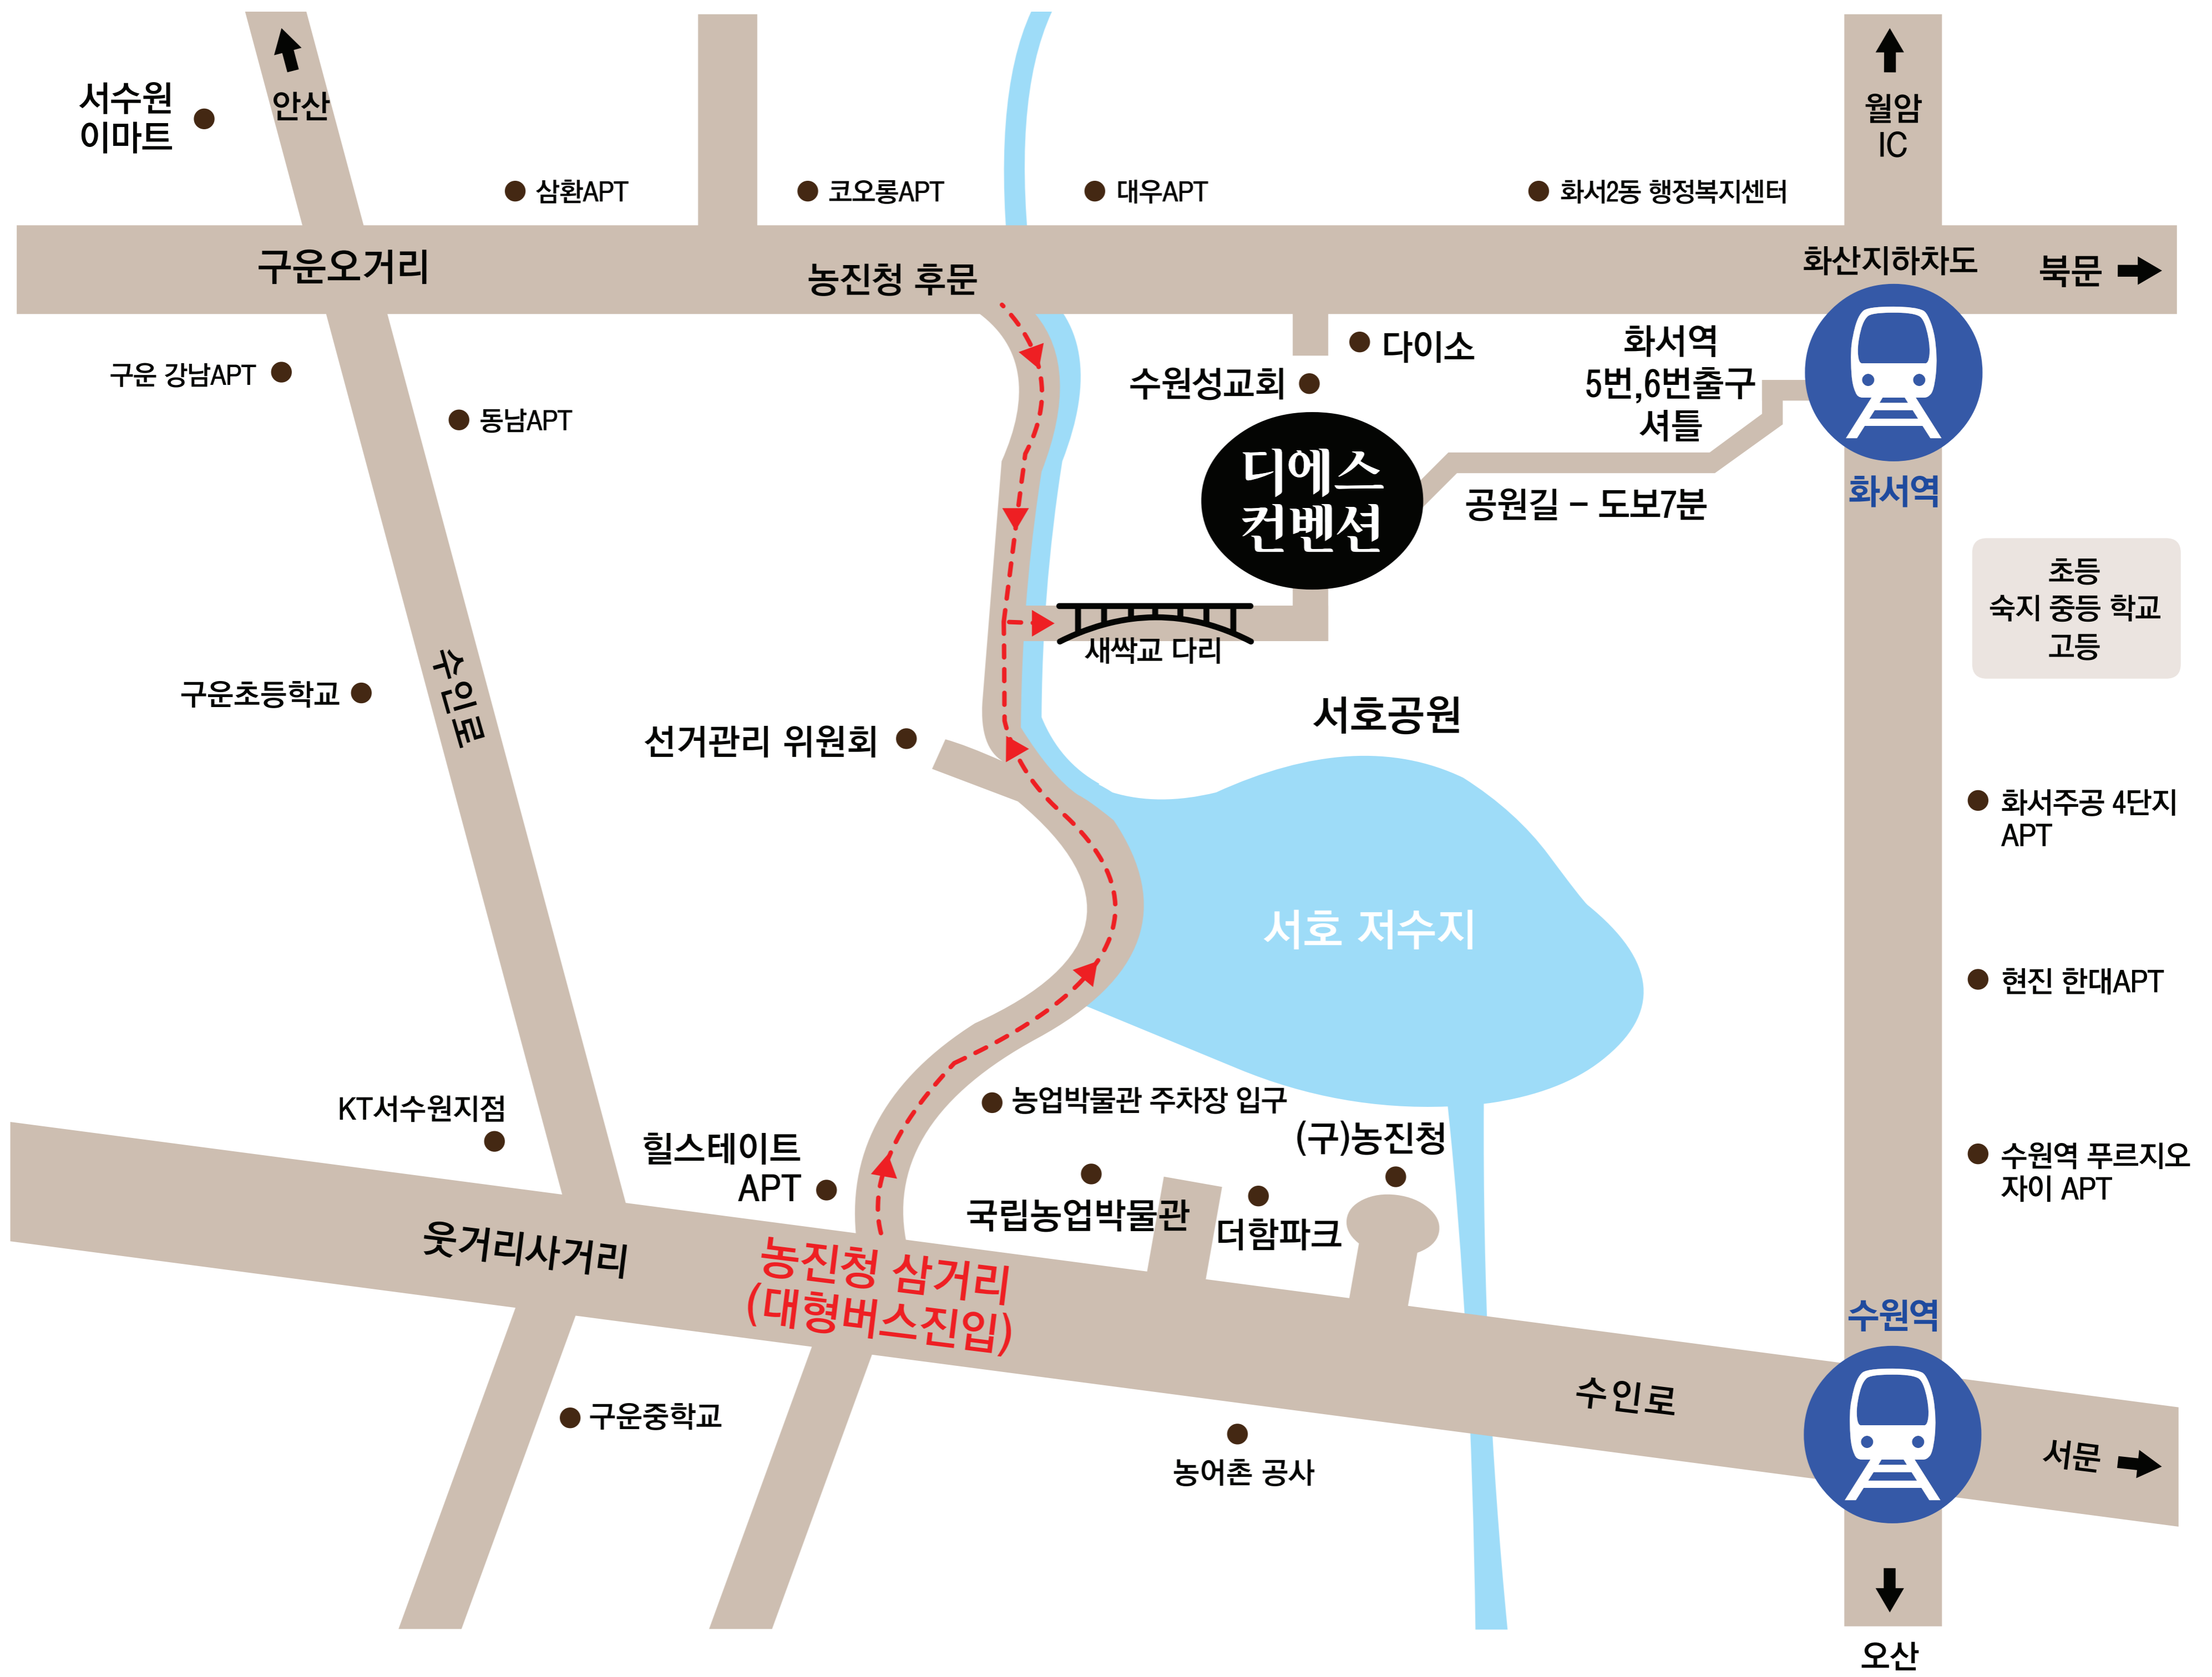 안산
서수원
이마트
월암
IC
삼환APT
코오롱APT
대우APT
화서2동 행정복지센터
구운오거리
농진청 후문
화산지하차도
북문
구운 강남APT
동남APT
다이소
수원성교회
화서역
5번,6번출구
셔틀
디에스
컨벤션
공원길 – 도보7분
화서역
초등
숙지 중등 학교
고등
새싹교 다리
구운초등학교
수인로
선거관리 위원회
서호공원
화서주공 4단지
APT
서호 저수지
현진 한대APT
KT서수원지점
농업박물관 주차장 입구
힐스테이트
APT
(구)농진청
국립농업박물관
더함파크
수원역 푸르지오
자이 APT
웃거리사거리
농진청 삼거리
(대형버스진입)
수원역
수인로
구운중학교
농어촌 공사
서문
오산